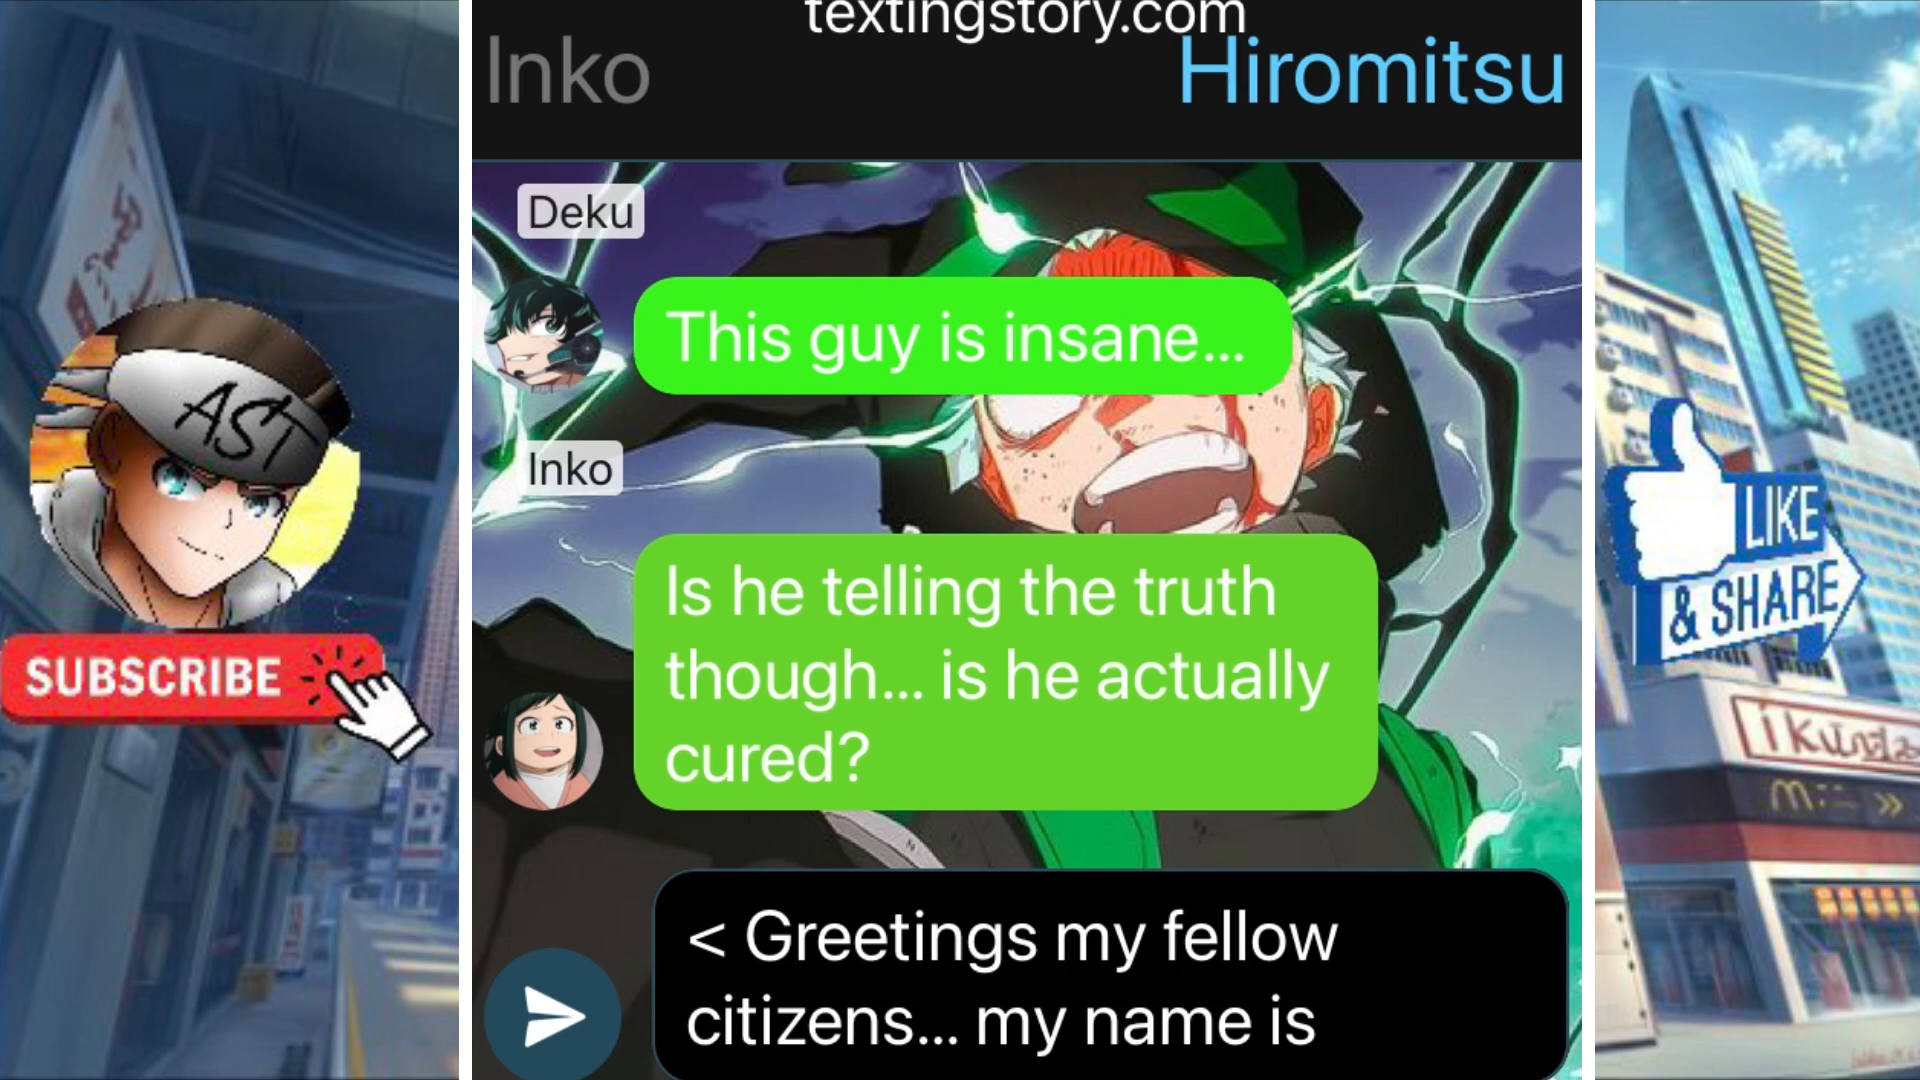 textingstory.com
Inko
Hiromitsu
Deku
This guy is insane...
Inko
Is he telling the truth
though... is he actually
cured?
< Greetings my fellow
citizens... my name is
AST
SUBSCRIBE
LIKE
& SHARE